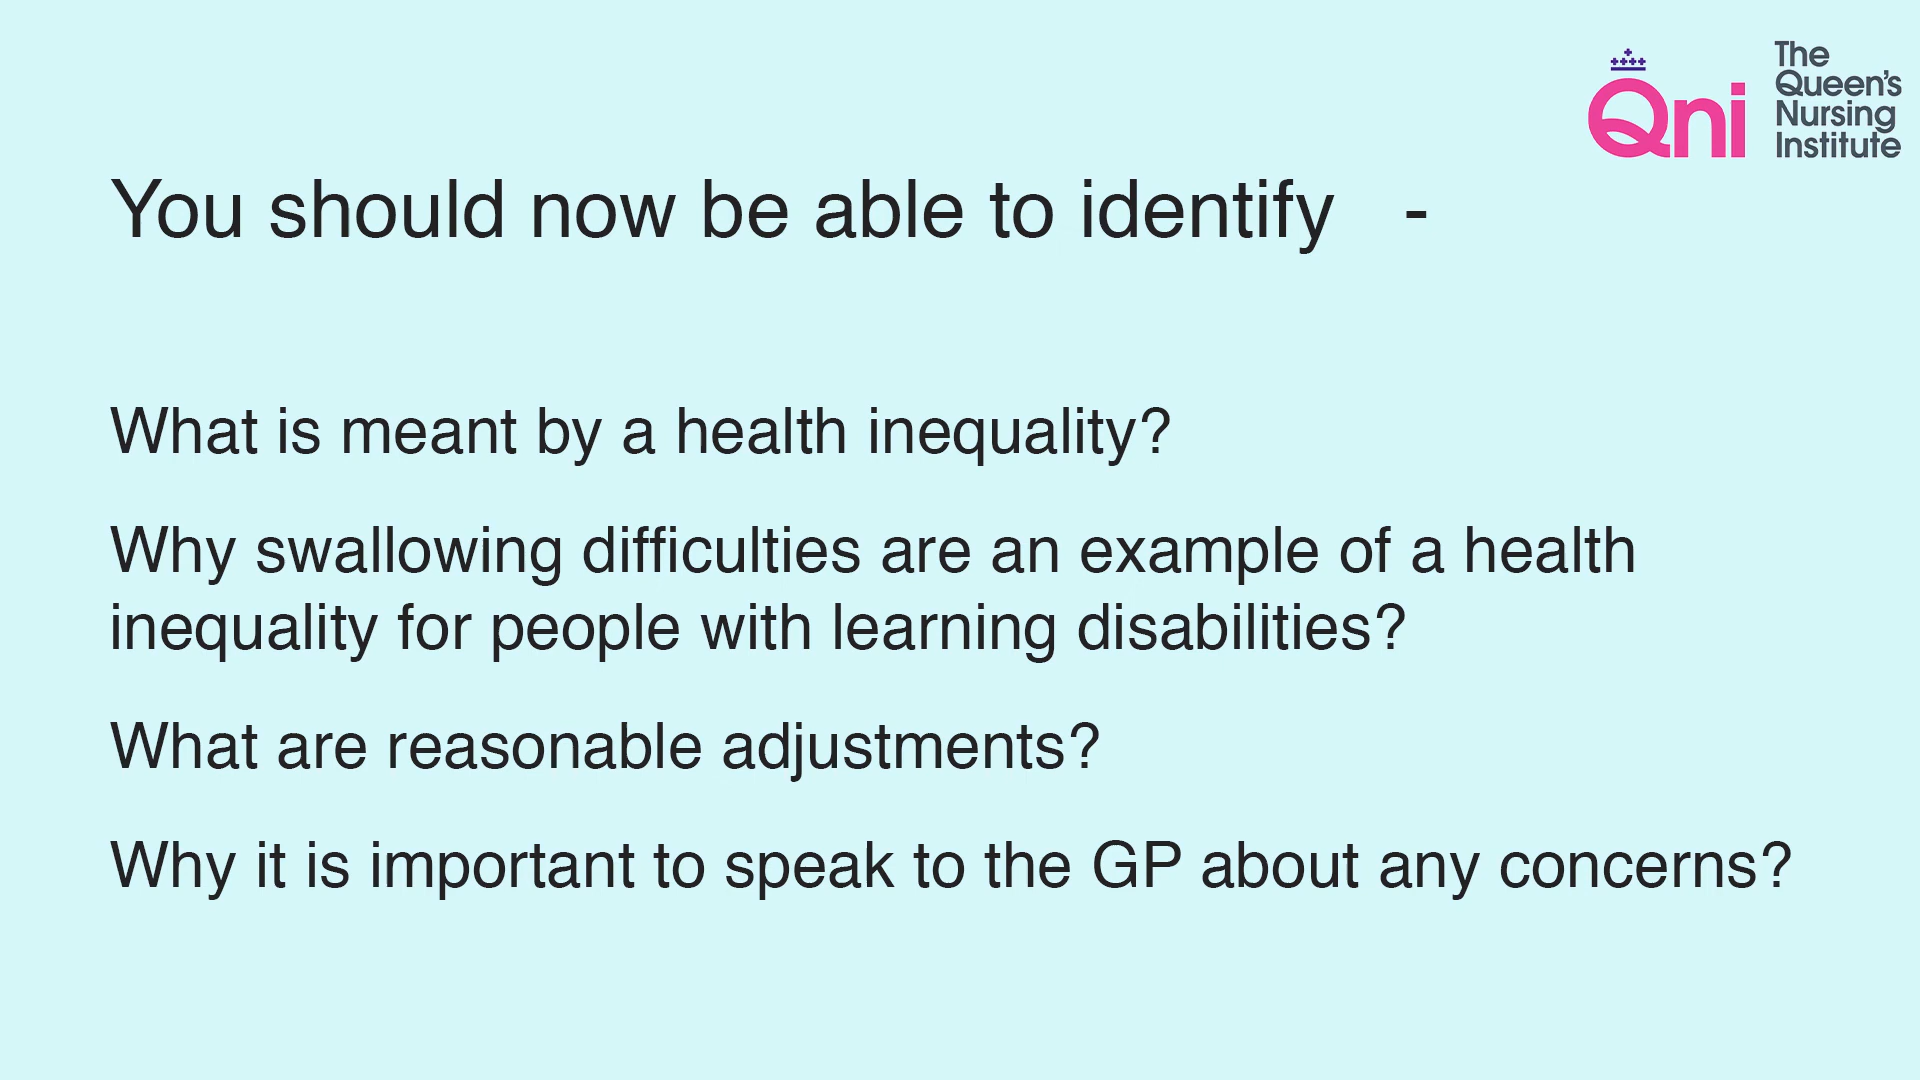 Qni
The
Queen's
Nursing
Institute
You should now be able to identify -
What is meant by a health inequality?
Why swallowing difficulties are an example of a health
inequality for people with learning disabilities?
What are reasonable adjustments?
Why it is important to speak to the GP about any concerns?